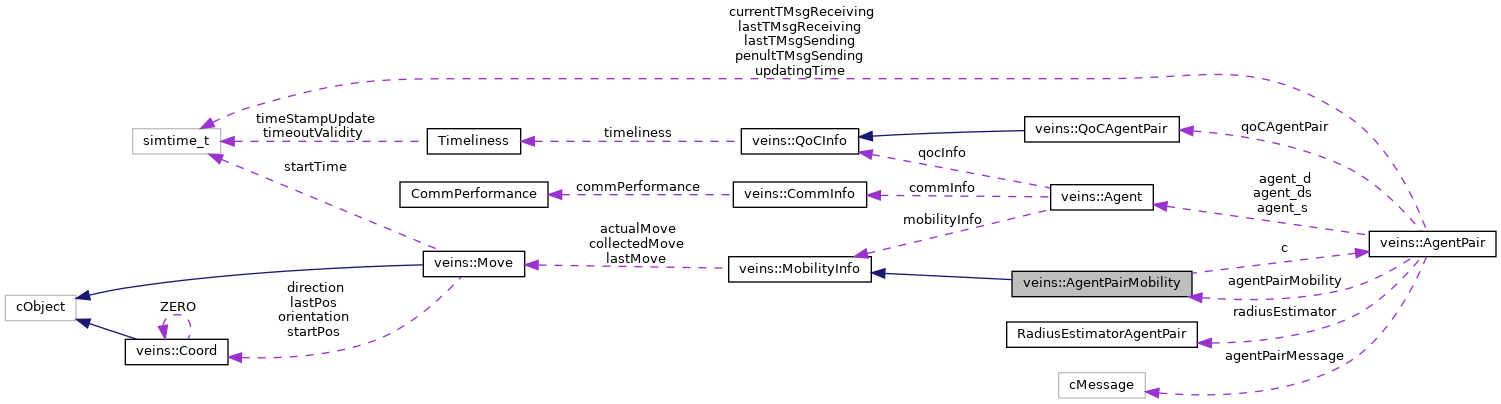 currentTMsgReceiving
lastTMsgReceiving
lastTMsgSending
penultTMsgSending
updatingTime
timeStampUpdate
timeoutValidity
simtime_t
Timeliness
timeliness
veins::QoCInfo
veins::QoCAgentPair
qoCAgentPair
qocInfo
startTime
CommPerformance
commPerformance
veins::CommInfo
commInfo
veins::Agent
agent_d
agent_ds
agent_s
mobilityInfo
actualMove
collectedMove
lastMove
veins::Move
veins::MobilityInfo
c
veins::AgentPair
veins::AgentPairMobility
agentPairMobility
cObject
ZERO
direction
lastPos
orientation
startPos
veins::Coord
RadiusEstimatorAgentPair
radiusEstimator
agentPairMessage
cMessage